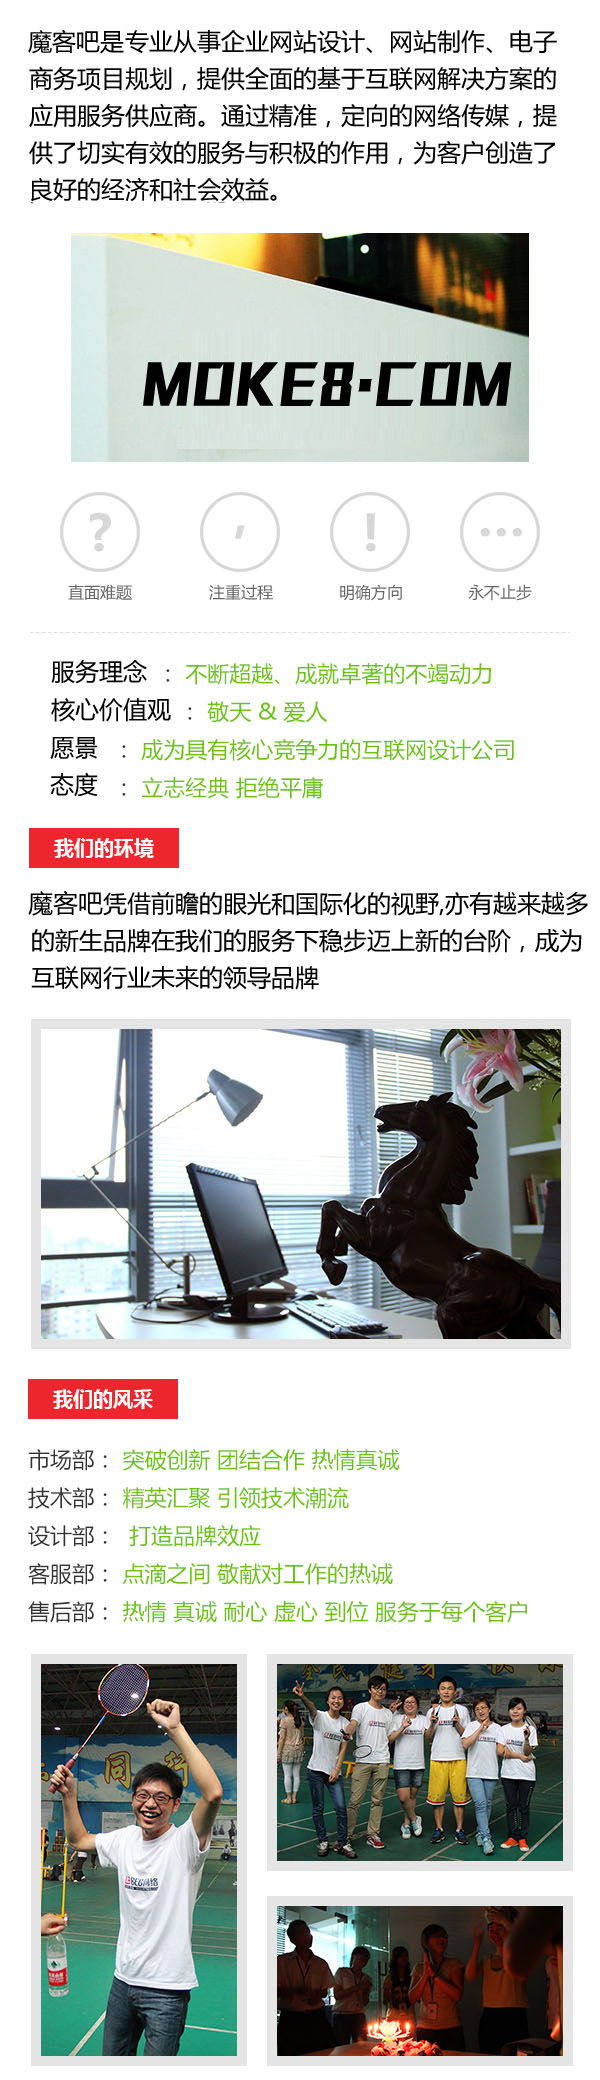 魔客吧是专业从事企业网站设计、网站制作、电子
商务项目规划，提供全面的基于互联网解决方案的
应用服务供应商。通过精准，定向的网络传媒，提
供了切实有效的服务与积极的作用，为客户创造了
良好的经济和社会效益。
MOKE8·COM
?
,
!
•••
直面难题
注重过程
明确方向
永不止步
服务理念 ： 不断超越、成就卓著的不竭动力
核心价值观 ： 敬天 & 爱人
愿景 ： 成为具有核心竞争力的互联网设计公司
态度 ： 立志经典 拒绝平庸
我们的环境
魔客吧凭借前瞻的眼光和国际化的视野,亦有越来越多
的新生品牌在我们的服务下稳步迈上新的台阶，成为
互联网行业未来的领导品牌
我们的风采
市场部： 突破创新 团结合作 热情真诚
技术部： 精英汇聚 引领技术潮流
设计部： 打造品牌效应
客服部： 点滴之间 敬献对工作的热诚
售后部： 热情 真诚 耐心 虚心 到位 服务于每个客户
同行
全民健身